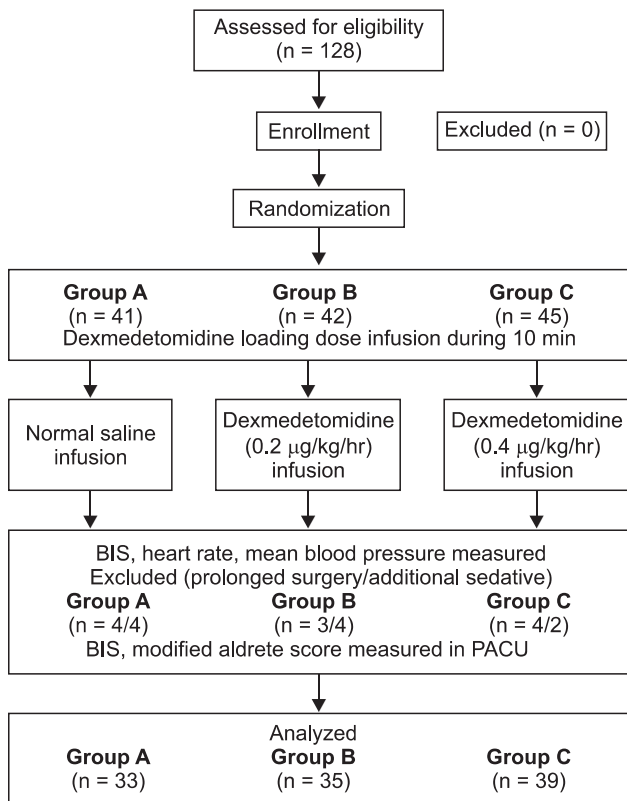 Assessed for eligibility
(n = 128)
Enrollment
Excluded (n = 0)
Randomization
Group A Group B Group C
(n = 41) (n = 42) (n = 45)
Dexmedetomidine loading dose infusion during 10 min
Normal saline
infusion
Dexmedetomidine
(0.2 μg/kg/hr)
infusion
Dexmedetomidine
(0.4 μg/kg/hr)
infusion
BIS, heart rate, mean blood pressure measured
Excluded (prolonged surgery/additional sedative)
Group A Group B Group C
(n = 4/4) (n = 3/4) (n = 4/2)
BIS, modified aldrete score measured in PACU
Analyzed
Group A Group B Group C
(n = 33) (n = 35) (n = 39)